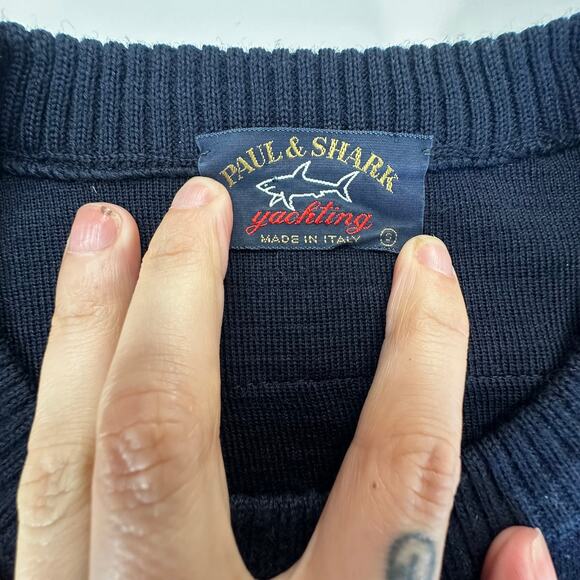 PAUL & SHARK
yachting
MADE IN ITALY
S